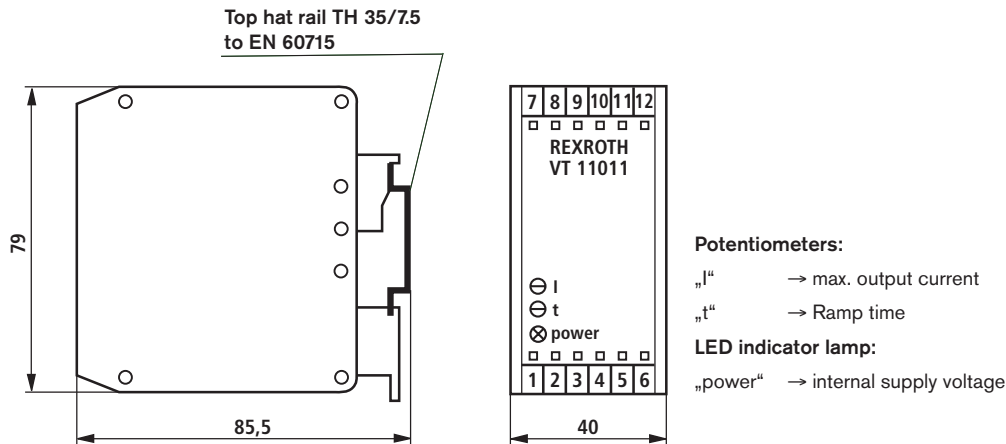 Top hat rail TH 35/7.5
to EN 60715
79
85,5
7 8 9 10 11 12
REXROTH
VT 11011
I
t
power
1 2 3 4 5 6
40
Potentiometers:
„I“ → max. output current
„t“ → Ramp time
LED indicator lamp:
„power“ → internal supply voltage